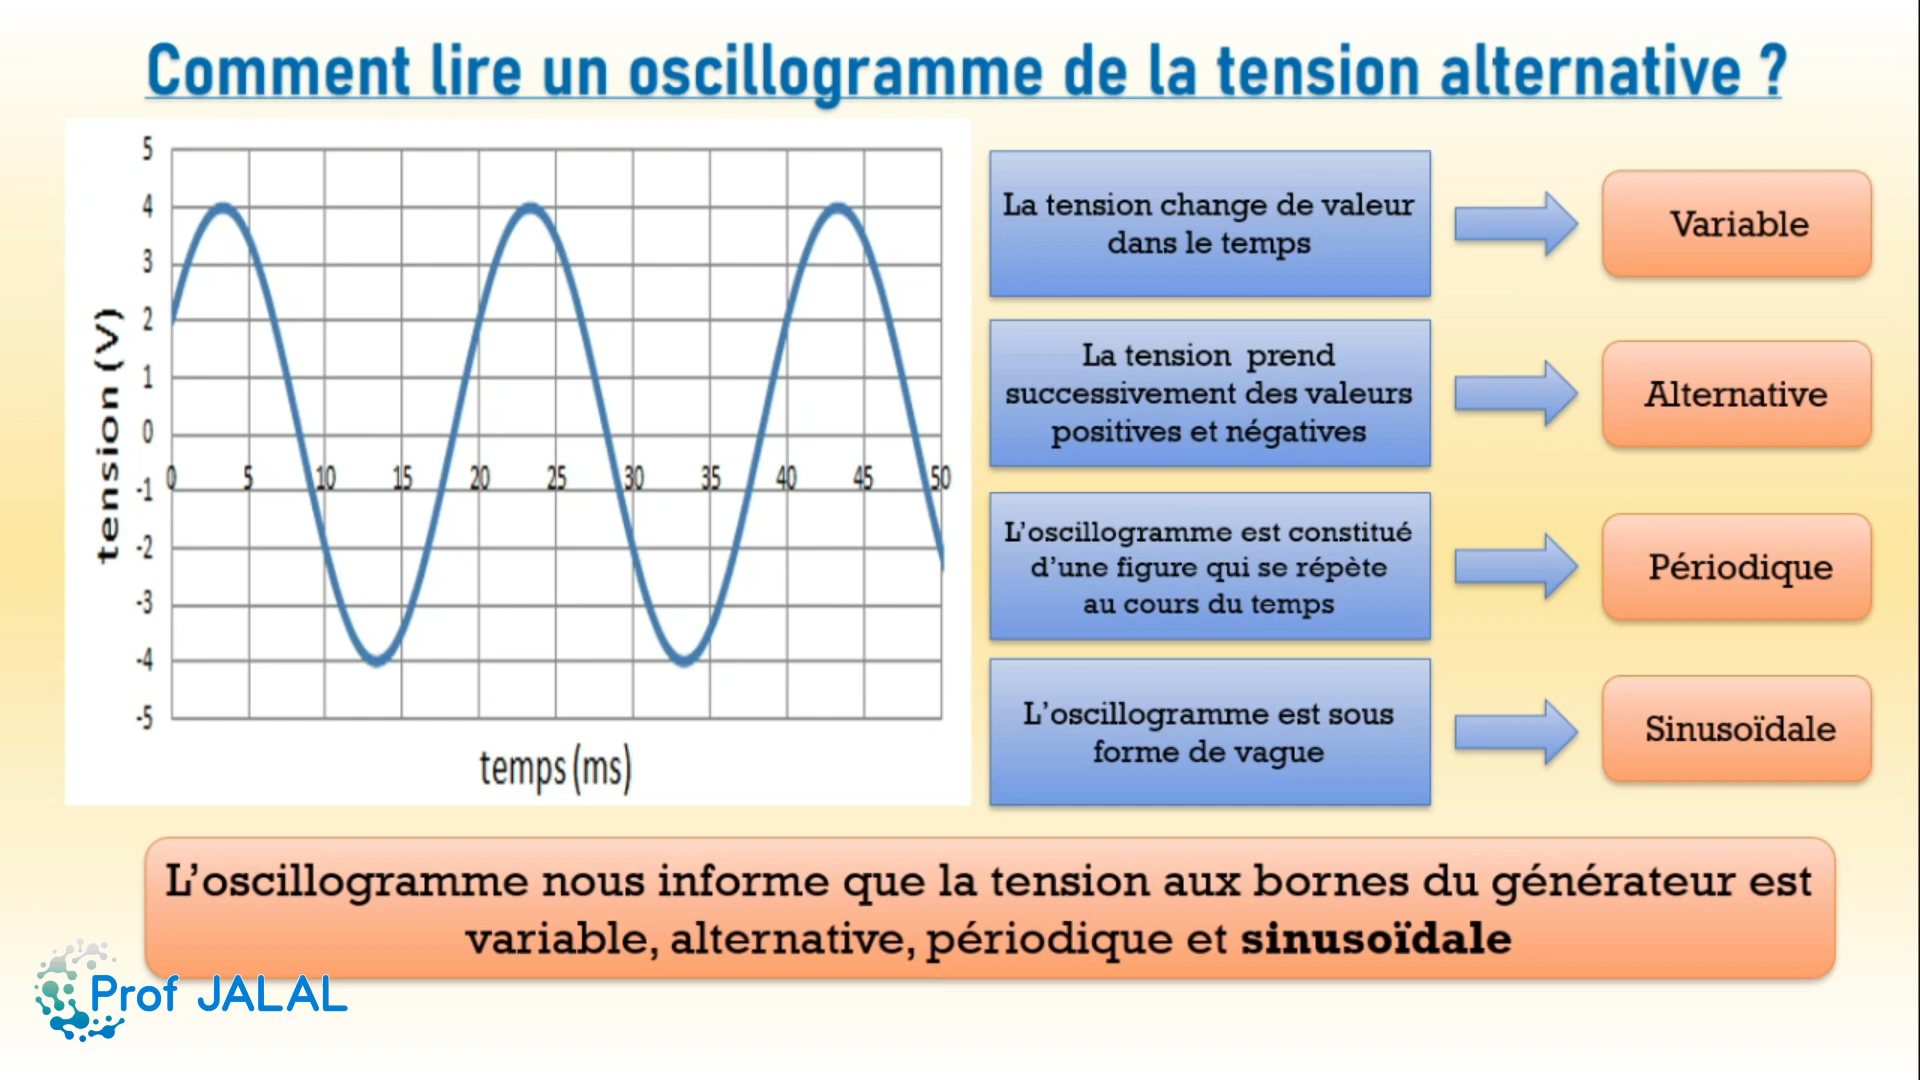 Comment lire un oscillogramme de la tension alternative ?
5
4
3
2
1
0
-1
-2
-3
-4
-5
tension (V)
0 5 10 15 20 25 30 35 40 45 50
temps (ms)
La tension change de valeur
dans le temps
Variable
La tension prend
successivement des valeurs
positives et négatives
Alternative
L’oscillogramme est constitué
d’une figure qui se répète
au cours du temps
Périodique
L’oscillogramme est sous
forme de vague
Sinusoïdale
L’oscillogramme nous informe que la tension aux bornes du générateur est
variable, alternative, périodique et sinusoïdale
Prof JALAL